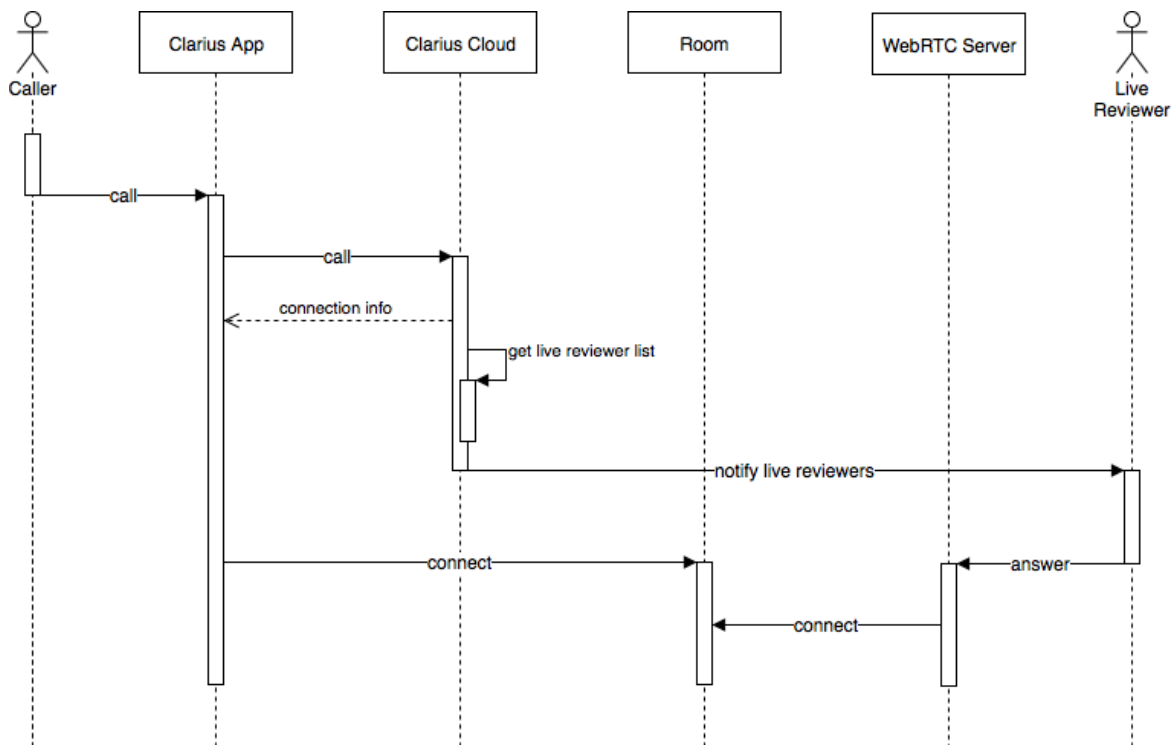 Clarius App
Clarius Cloud
Room
WebRTC Server
Caller
Live
Reviewer
call
call
connection info
get live reviewer list
notify live reviewers
connect
answer
connect